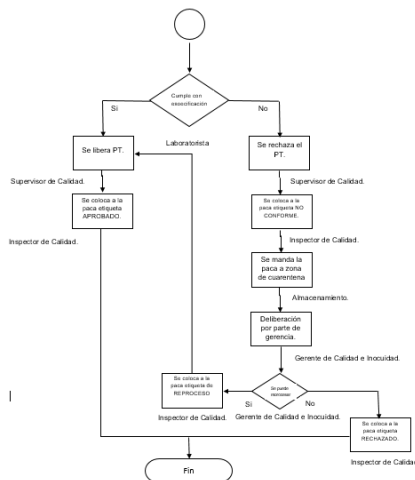 Cumple con
especificación
Si
No
Se libera PT.
Laboratorista
Se rechaza el
PT.
Supervisor de Calidad.
Supervisor de Calidad.
Se coloca a la
paca etiqueta
APROBADO.
Se coloca a la
paca etiqueta NO
CONFORME.
Inspector de Calidad.
Inspector de Calidad.
Se manda la
paca a zona
de cuarentena
Almacenamiento.
Deliberación
por parte de
gerencia.
Gerente de Calidad e Inocuidad.
Se coloca a la
paca etiqueta de
REPROCESO
Se puede
Si
No
Inspector de Calidad.
Gerente de Calidad e Inocuidad.
Se coloca a la
paca etiqueta
RECHAZADO.
Inspector de Calidad
Fin